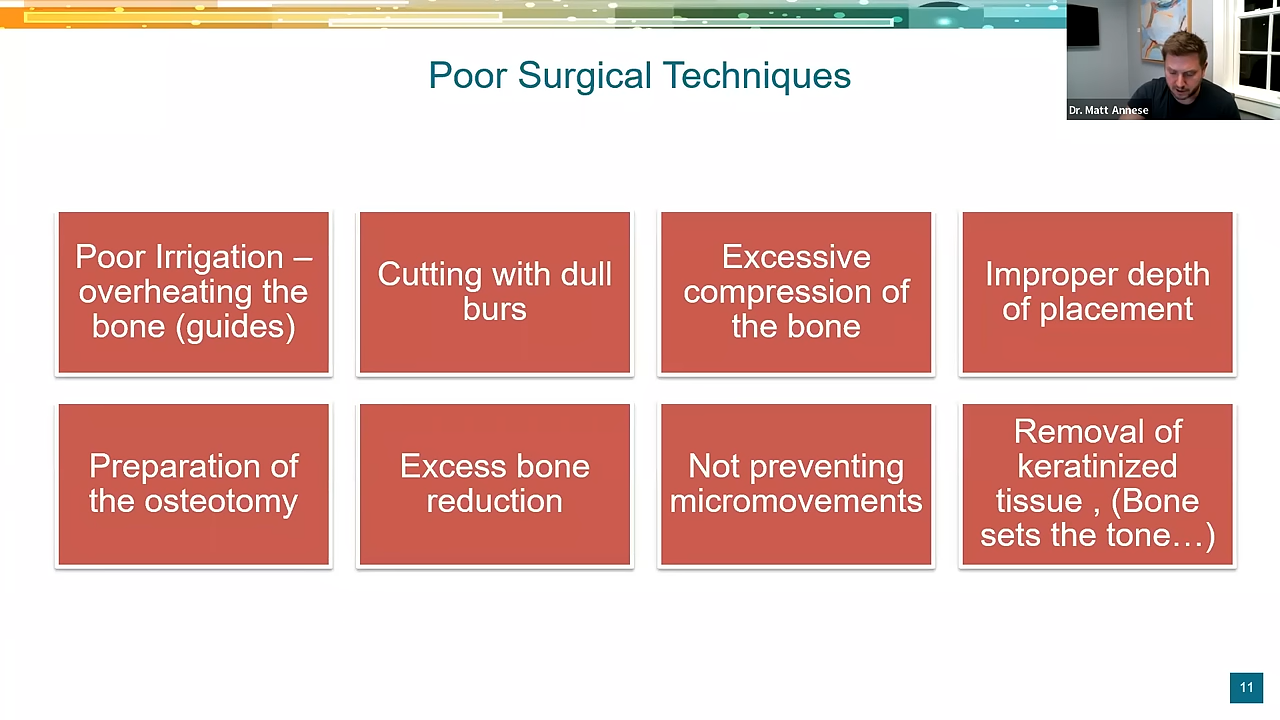 Poor Surgical Techniques
Dr. Matt Annese
Poor Irrigation –
overheating the
bone (guides)
Cutting with dull
burs
Excessive
compression of
the bone
Improper depth
of placement
Preparation of
the osteotomy
Excess bone
reduction
Not preventing
micromovements
Removal of
keratinized
tissue , (Bone
sets the tone…)
11